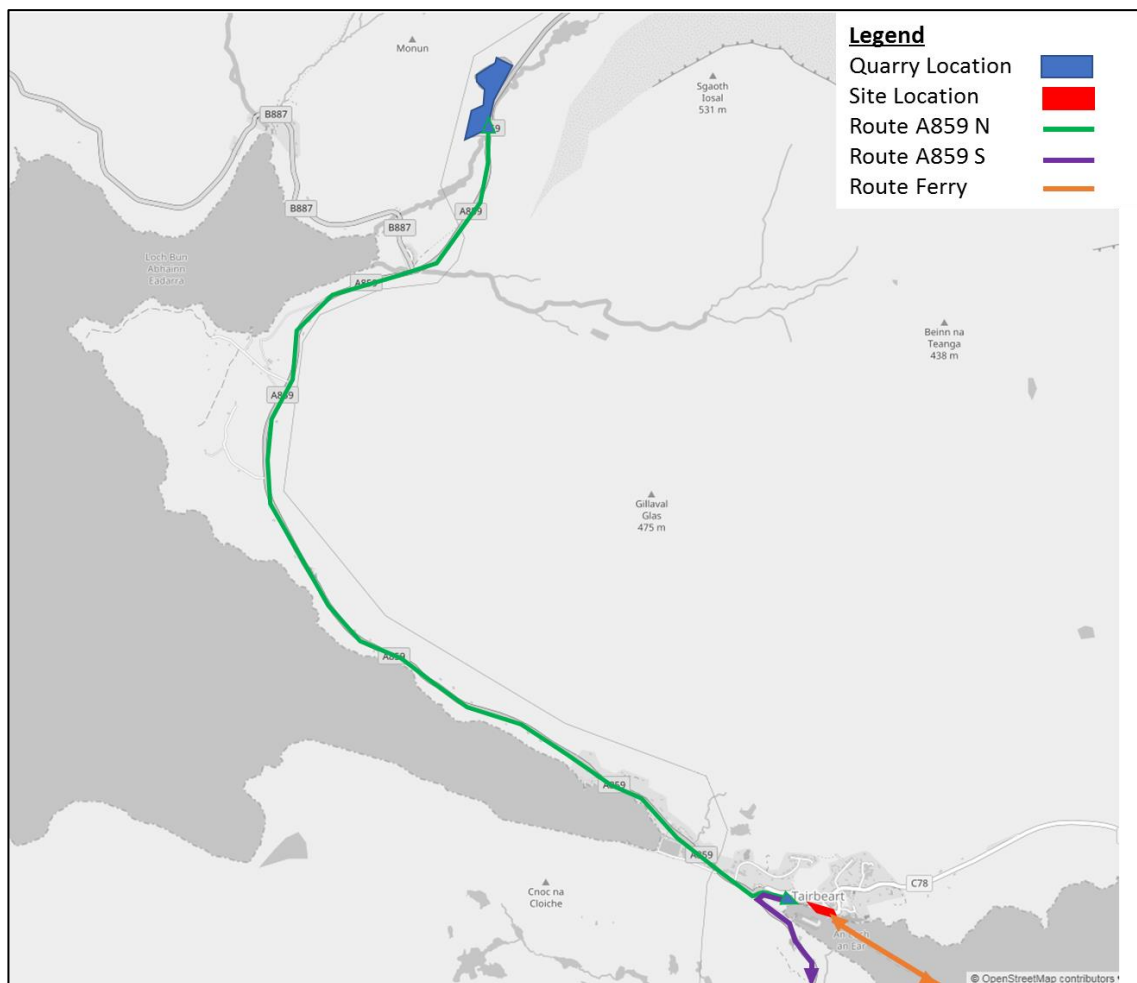 Legend
Quarry Location
Site Location
Route A859 N
Route A859 S
Route Ferry
Monun
Sgaoth
Iosal
531 m
B887
B887
B887
A859
A859
Loch Bun
Abhainn
Eadarra
Beinn na
Teanga
438 m
A859
Gillaval
Glas
475 m
A859
A859
A859
Cnoc na
Cloiche
Tairbeart
C78
an Ear
© OpenStreetMap contributors